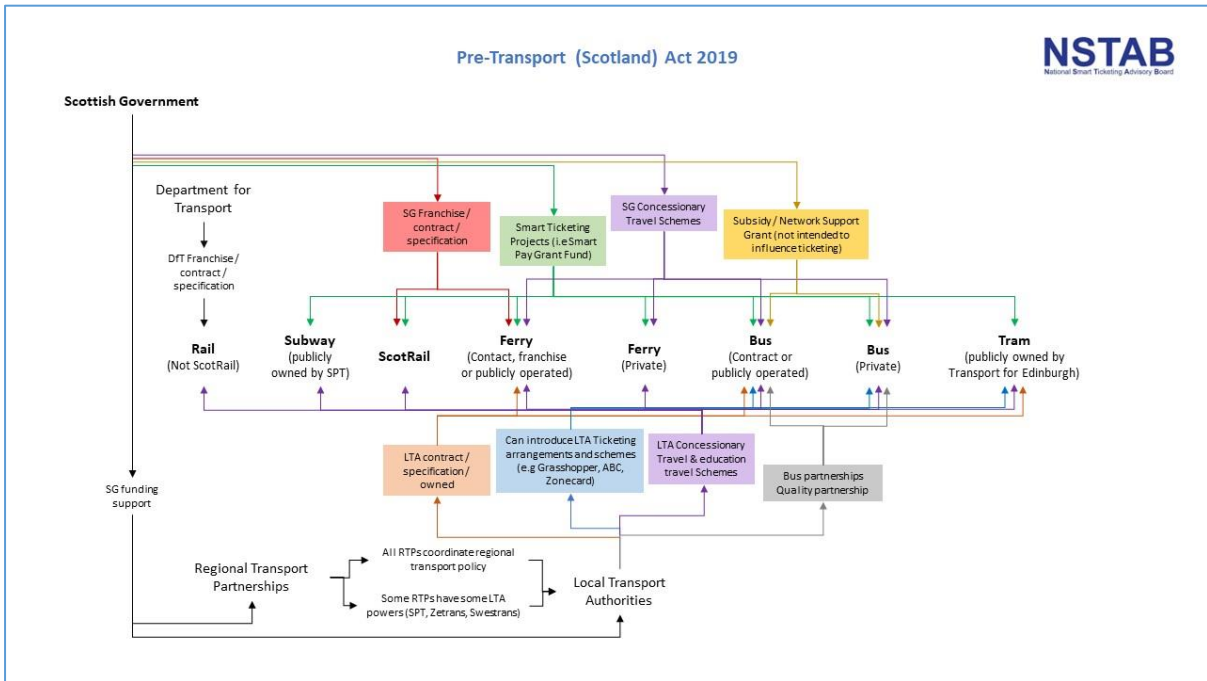 Pre-Transport (Scotland) Act 2019
NSTAB
National Smart Ticketing Advisory Board
Scottish Government
Department for
Transport
DfT Franchise/
contract /
specification
SG Franchise/
contract /
specification
Smart Ticketing
Projects (i.e Smart
Pay Grant Fund)
SG Concessionary
Travel Schemes
Subsidy / Network Support
Grant (not intended to
influence ticketing)
Rail
(Not ScotRail)
Subway
(publicly
owned by SPT)
ScotRail
Ferry
(Contact, franchise
or publicly operated)
Ferry
(Private)
Bus
(Contract or
publicly operated)
Bus
(Private)
Tram
(publicly owned by
Transport for Edinburgh)
LTA contract /
specification/
owned
Can introduce LTA Ticketing
arrangements and schemes
(e.g Grasshopper, ABC,
Zonecard)
LTA Concessionary
Travel & education
travel Schemes
Bus partnerships
Quality partnership
SG funding
support
Regional Transport
Partnerships
All RTPs coordinate regional
transport policy
Some RTPs have some LTA
powers (SPT, Zetrans, Swestrans)
Local Transport
Authorities